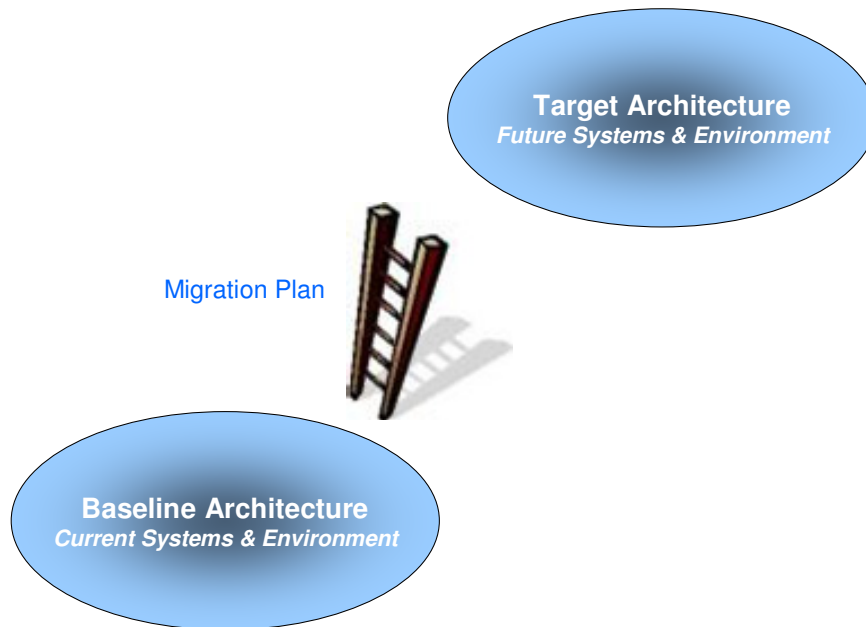 Target Architecture
Future Systems & Environment
Migration Plan
Baseline Architecture
Current Systems & Environment